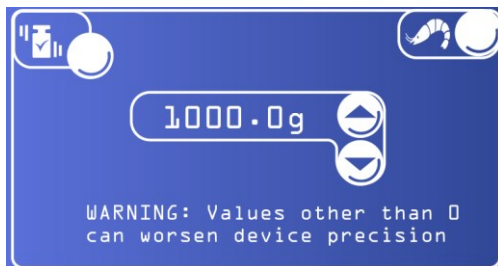 1000.0g
WARNING: Values other than 0
can worsen device precision